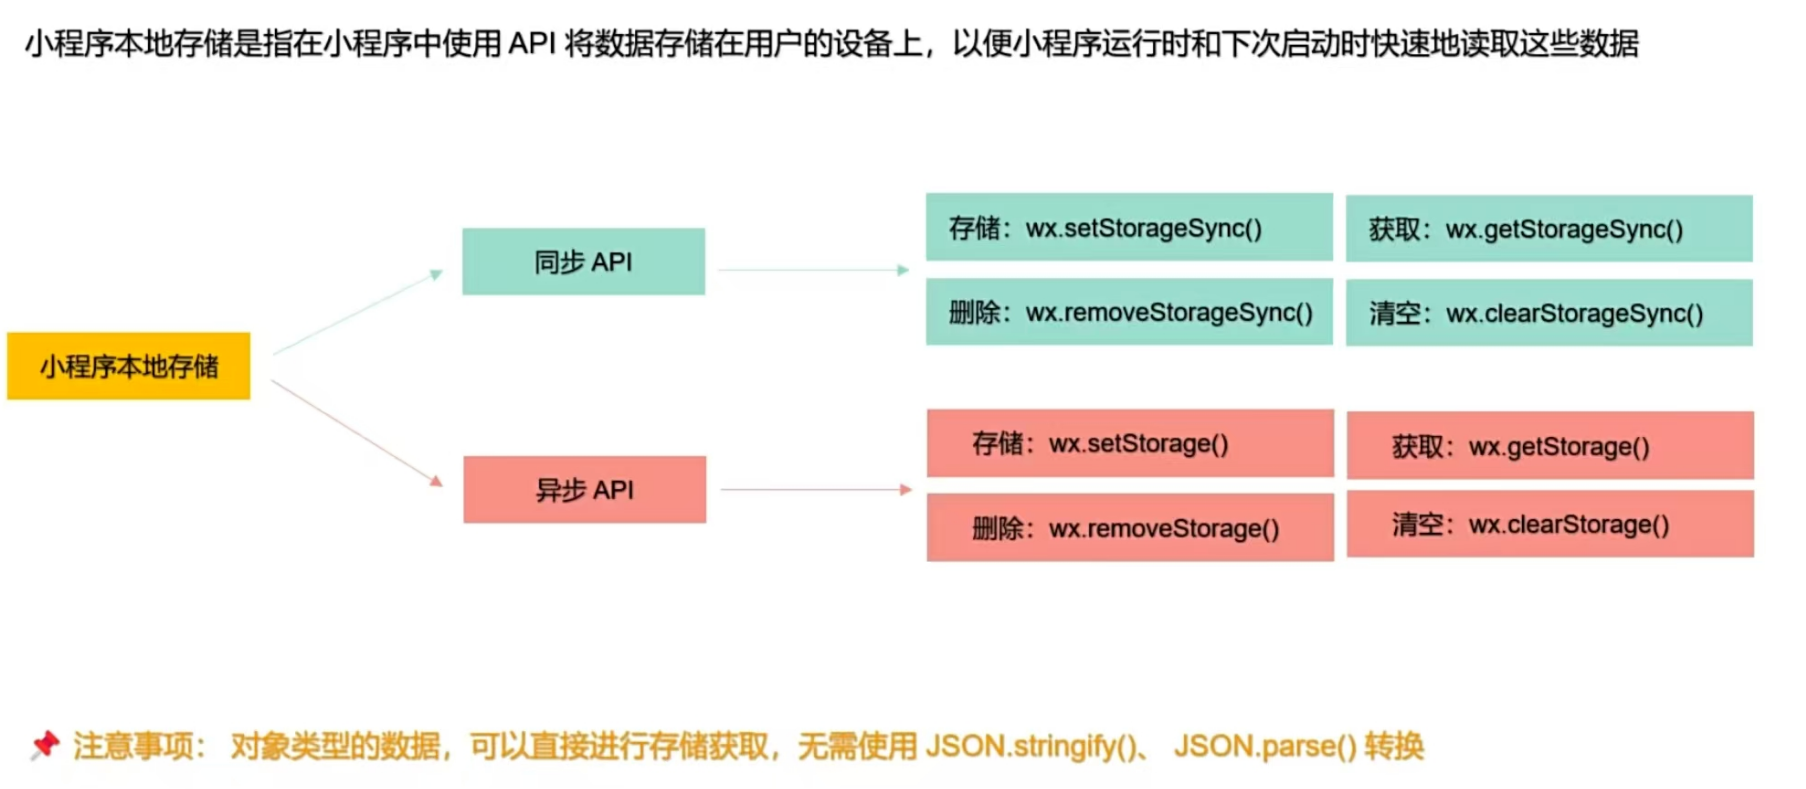 小程序本地存储是指在小程序中使用 API 将数据存储在用户的设备上，以便小程序运行时和下次启动时快速地读取这些数据
小程序本地存储
同步 API
存储：wx.setStorageSync()
获取：wx.getStorageSync()
删除：wx.removeStorageSync()
清空：wx.clearStorageSync()
异步 API
存储：wx.setStorage()
获取：wx.getStorage()
删除：wx.removeStorage()
清空：wx.clearStorage()
注意事项： 对象类型的数据，可以直接进行存储获取，无需使用 JSON.stringify()、 JSON.parse() 转换